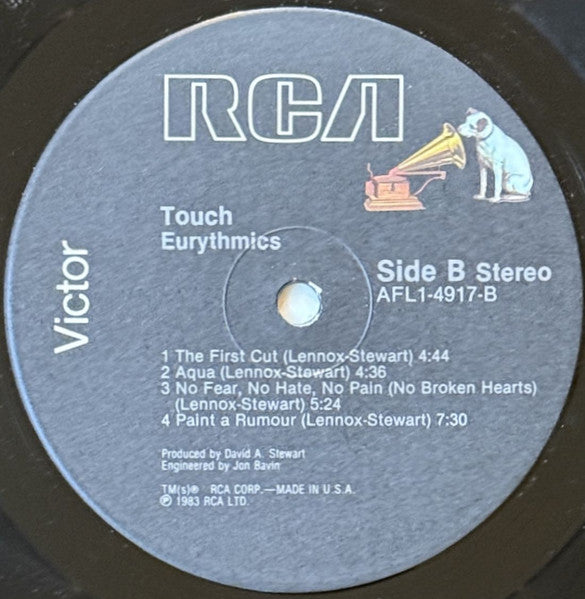 RCA
Victor
Touch
Eurythmics
Side B Stereo
AFL1-4917-B
1 The First Cut (Lennox-Stewart) 4:44
2 Aqua (Lennox-Stewart) 4:36
3 No Fear, No Hate, No Pain (No Broken Hearts)
(Lennox-Stewart) 5:24
4 Paint a Rumour (Lennox-Stewart) 7:30
Produced by David A. Stewart
Engineered by Jon Bavin
TM(s)® RCA CORP.—MADE IN U.S.A.
℗ 1983 RCA LTD.